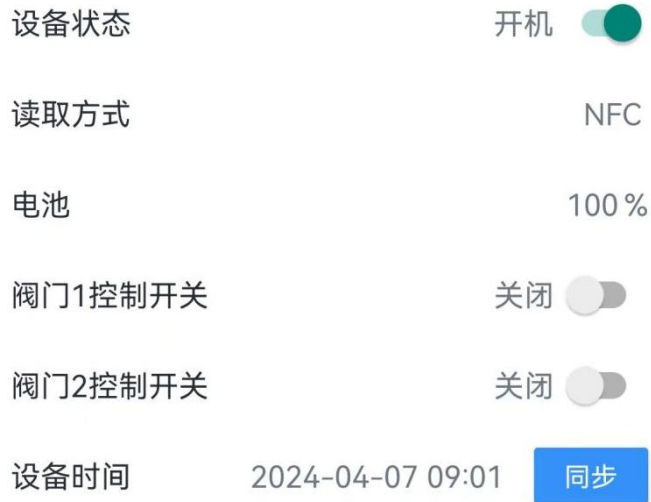 设备状态 开机
读取方式 NFC
电池 100%
阀门1控制开关 关闭
阀门2控制开关 关闭
设备时间 2024-04-07 09:01 同步